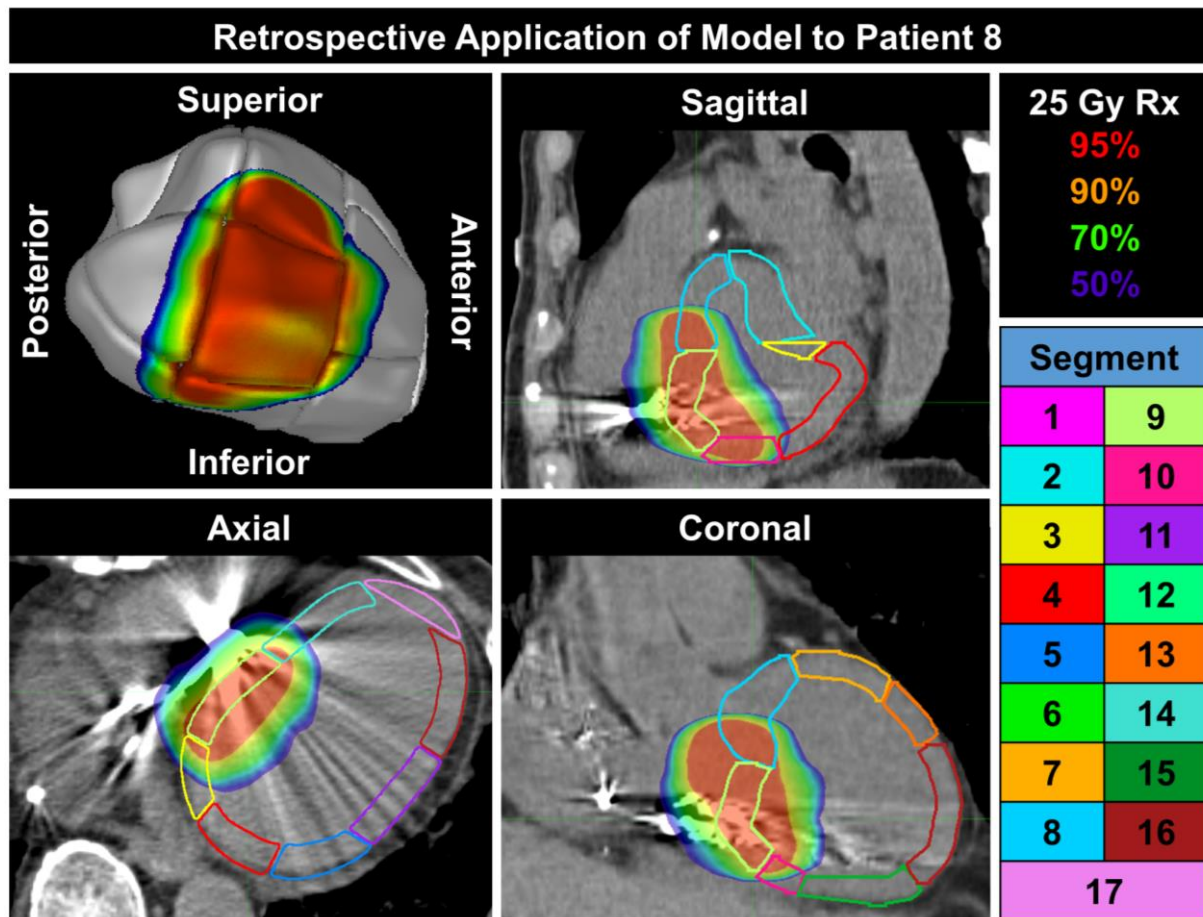 Retrospective Application of Model to Patient 8
Superior
Posterior
Anterior
Inferior
Sagittal
25 Gy Rx
95%
90%
70%
50%
Axial
Coronal
Segment
1 9
2 10
3 11
4 12
5 13
6 14
7 15
8 16
17